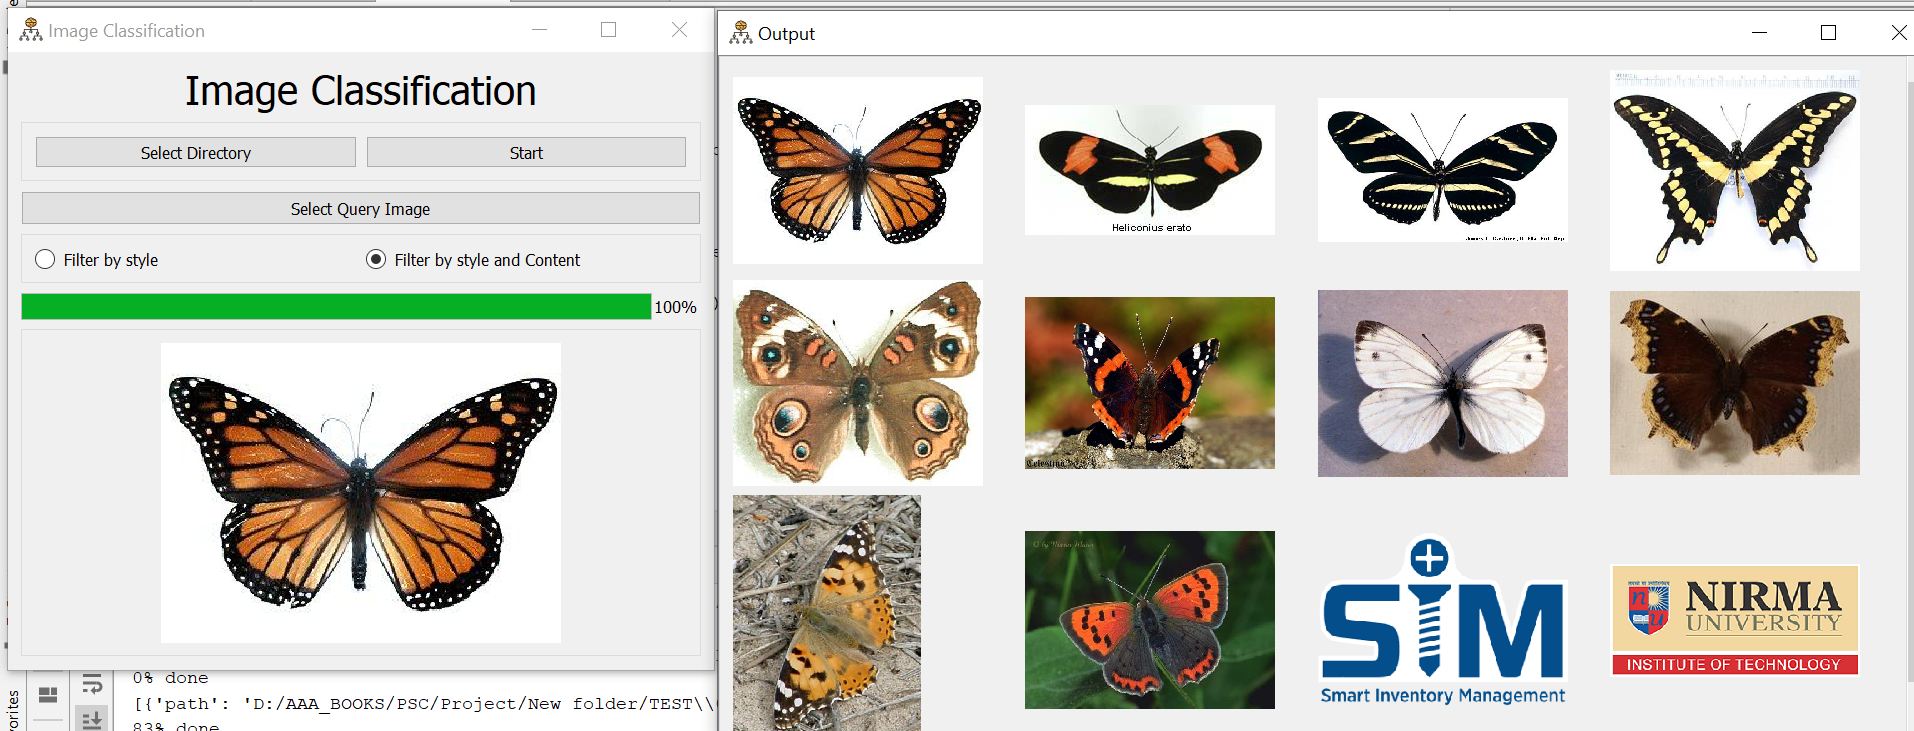 Image Classification
Image Classification
Select Directory
Start
Select Query Image
Filter by style
Filter by style and Content
100%
0% done
[{'path': 'D:/AAA_BOOKS/PSC/Project/New folder/TEST\\
83% done
vorites
Output
Heliconius erato
SIM
Smart Inventory Management
NIRMA
UNIVERSITY
INSTITUTE OF TECHNOLOGY